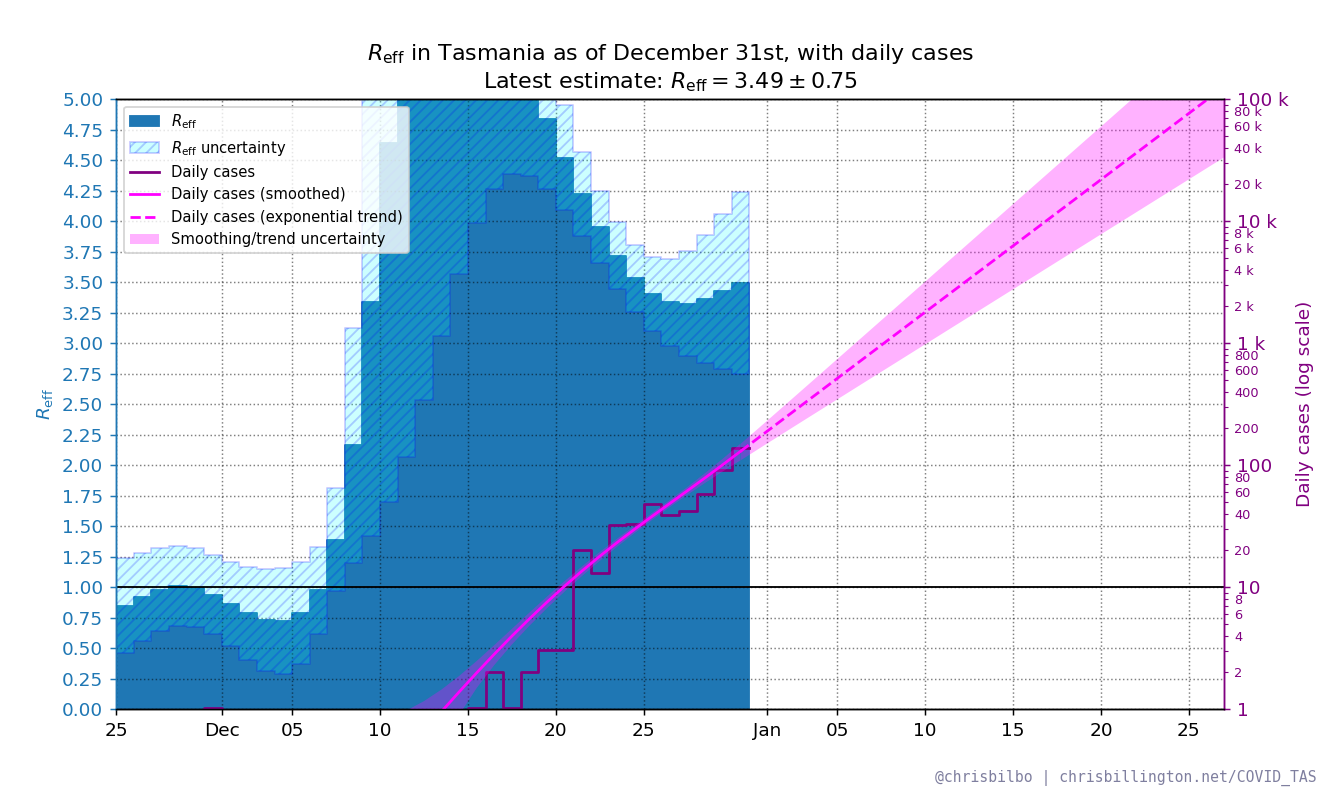 R_eff in Tasmania as of December 31st, with daily cases
Latest estimate: R_eff = 3.49 ± 0.75
5.00
4.75
4.50
4.25
4.00
3.75
3.50
3.25
3.00
2.75
2.50
2.25
2.00
1.75
1.50
1.25
1.00
0.75
0.50
0.25
0.00
R_eff
R_eff
R_eff uncertainty
Daily cases
Daily cases (smoothed)
Daily cases (exponential trend)
Smoothing/trend uncertainty
100 k
80 k
60 k
40 k
20 k
10 k
8 k
6 k
4 k
2 k
1 k
800
600
400
200
100
80
60
40
20
10
8
6
4
2
1
Daily cases (log scale)
25 Dec 05 10 15 20 25 Jan 05 10 15 20 25
@chrisbilbo | chrisbillington.net/COVID_TAS